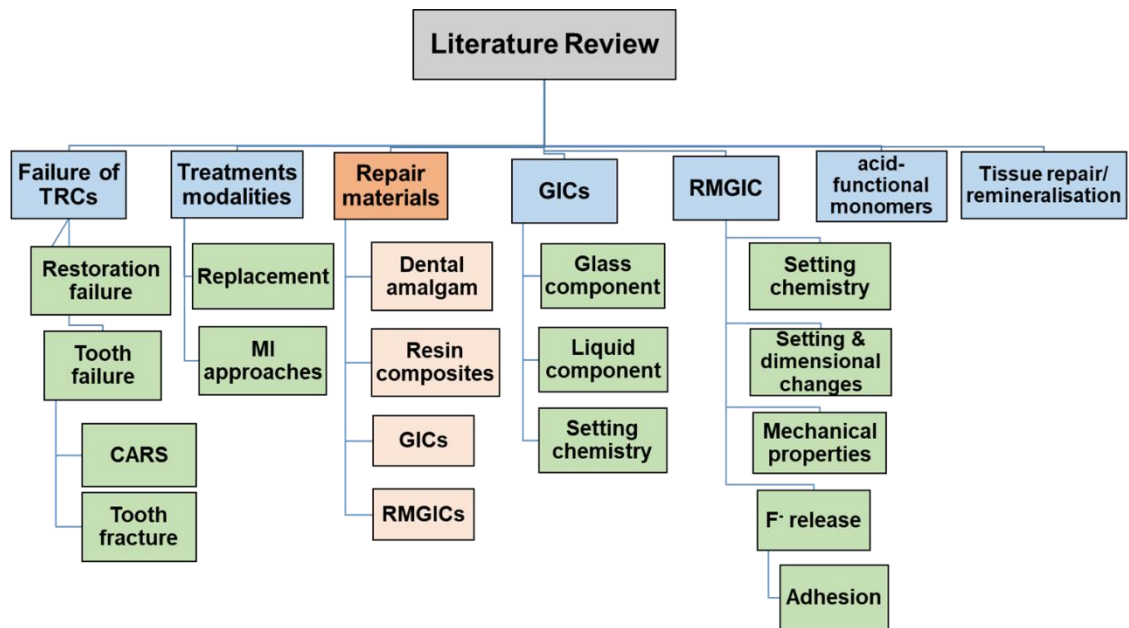 Literature Review
Failure of
TRCs
Restoration
failure
Tooth
failure
CARS
Tooth
fracture
Treatments
modalities
Replacement
MI
approaches
Repair
materials
Dental
amalgam
Resin
composites
GICs
RMGICs
GICs
Glass
component
Liquid
component
Setting
chemistry
RMGIC
Setting
chemistry
Setting &
dimensional
changes
Mechanical
properties
F⁻ release
Adhesion
acid-
functional
monomers
Tissue repair/
remineralisation